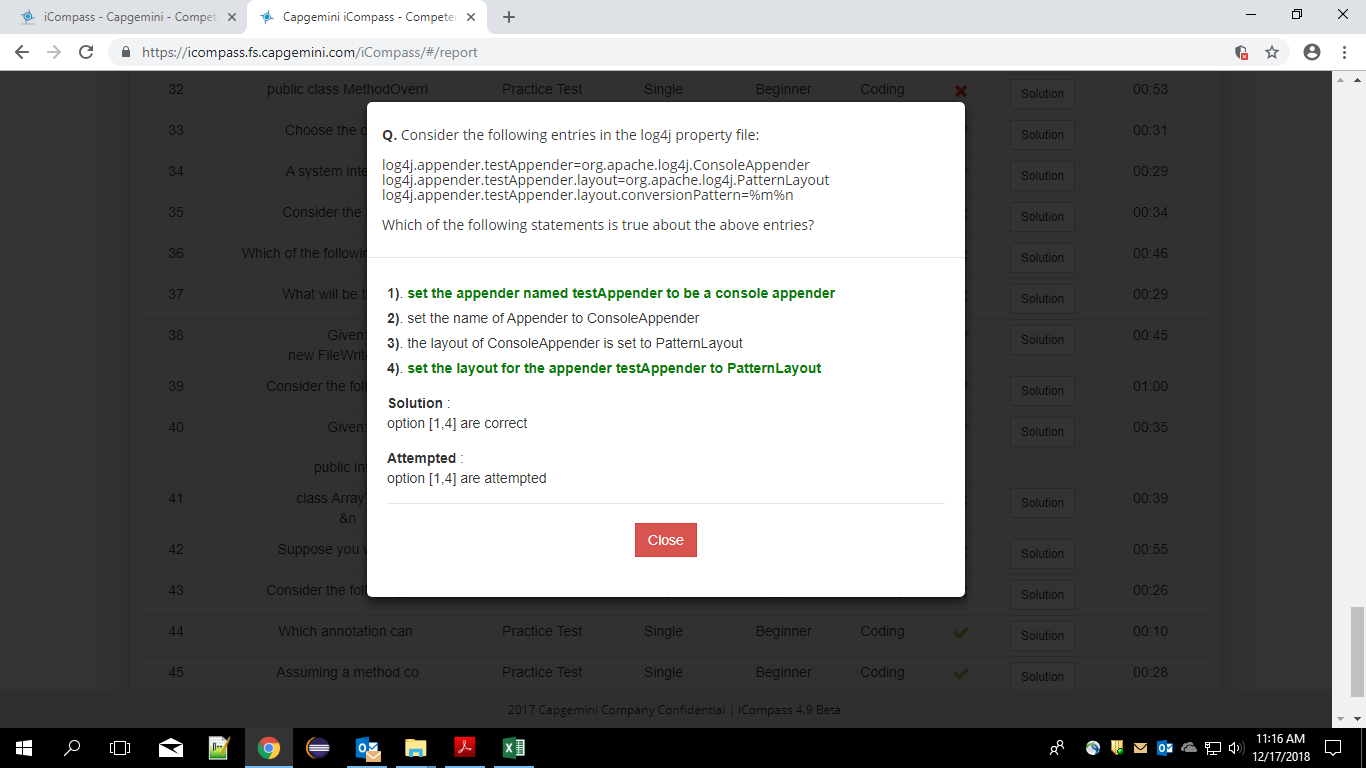 iCompass - Capgemini - Compet
Capgemini iCompass - Competen
https://icompass.fs.capgemini.com/iCompass/#/report
32 public class MethodOverri Practice Test Single Beginner Coding Solution 00:53
Q. Consider the following entries in the log4j property file:
33 Choose the c Solution 00:31
log4j.appender.testAppender=org.apache.log4j.ConsoleAppender
34 A system inte Solution 00:29
log4j.appender.testAppender.layout=org.apache.log4j.PatternLayout
log4j.appender.testAppender.layout.conversionPattern=%m%n
35 Consider the Solution 00:34
Which of the following statements is true about the above entries?
36 Which of the followin Solution 00:46
37 What will be t Solution 00:29
1). set the appender named testAppender to be a console appender
2). set the name of Appender to ConsoleAppender
38 Given: Solution 00:45
3). the layout of ConsoleAppender is set to PatternLayout
new FileWrit
4). set the layout for the appender testAppender to PatternLayout
39 Consider the foll Solution 01:00
Solution :
option [1,4] are correct
40 Given: Solution 00:35
Attempted :
public int
option [1,4] are attempted
41 class Array Solution 00:39
&n
Close
42 Suppose you w Solution 00:55
43 Consider the foll Solution 00:26
44 Which annotation can Practice Test Single Beginner Coding Solution 00:10
45 Assuming a method co Practice Test Single Beginner Coding Solution 00:28
2017 Capgemini Company Confidential | iCompass 4.9 Beta
11:16 AM
12/17/2018